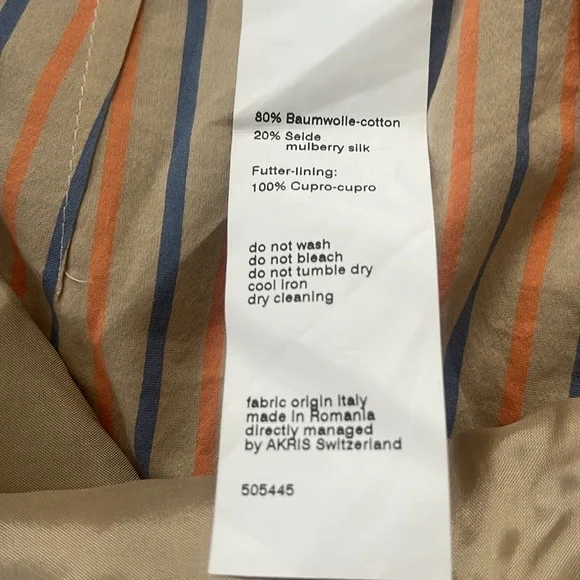 80% Baumwolle-cotton
20% Seide
mulberry silk
Futter-lining:
100% Cupro-cupro
do not wash
do not bleach
do not tumble dry
cool iron
dry cleaning
fabric origin Italy
made in Romania
directly managed
by AKRIS Switzerland
505445